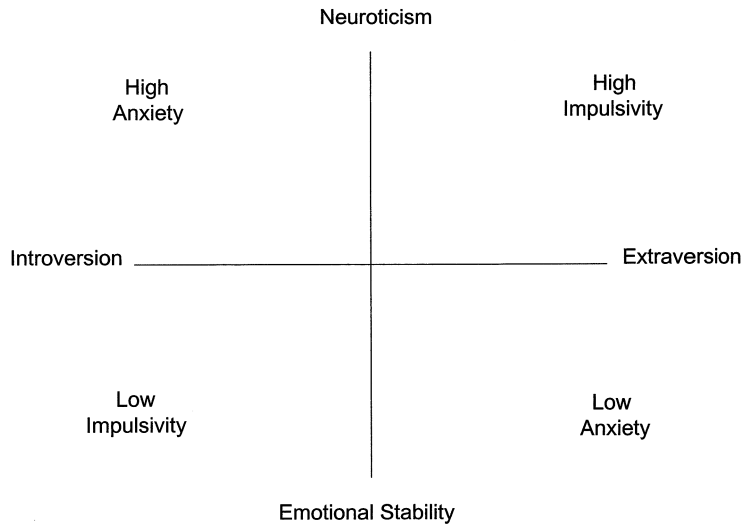 Neuroticism
High
Anxiety
High
Impulsivity
Introversion
Extraversion
Low
Impulsivity
Low
Anxiety
Emotional Stability